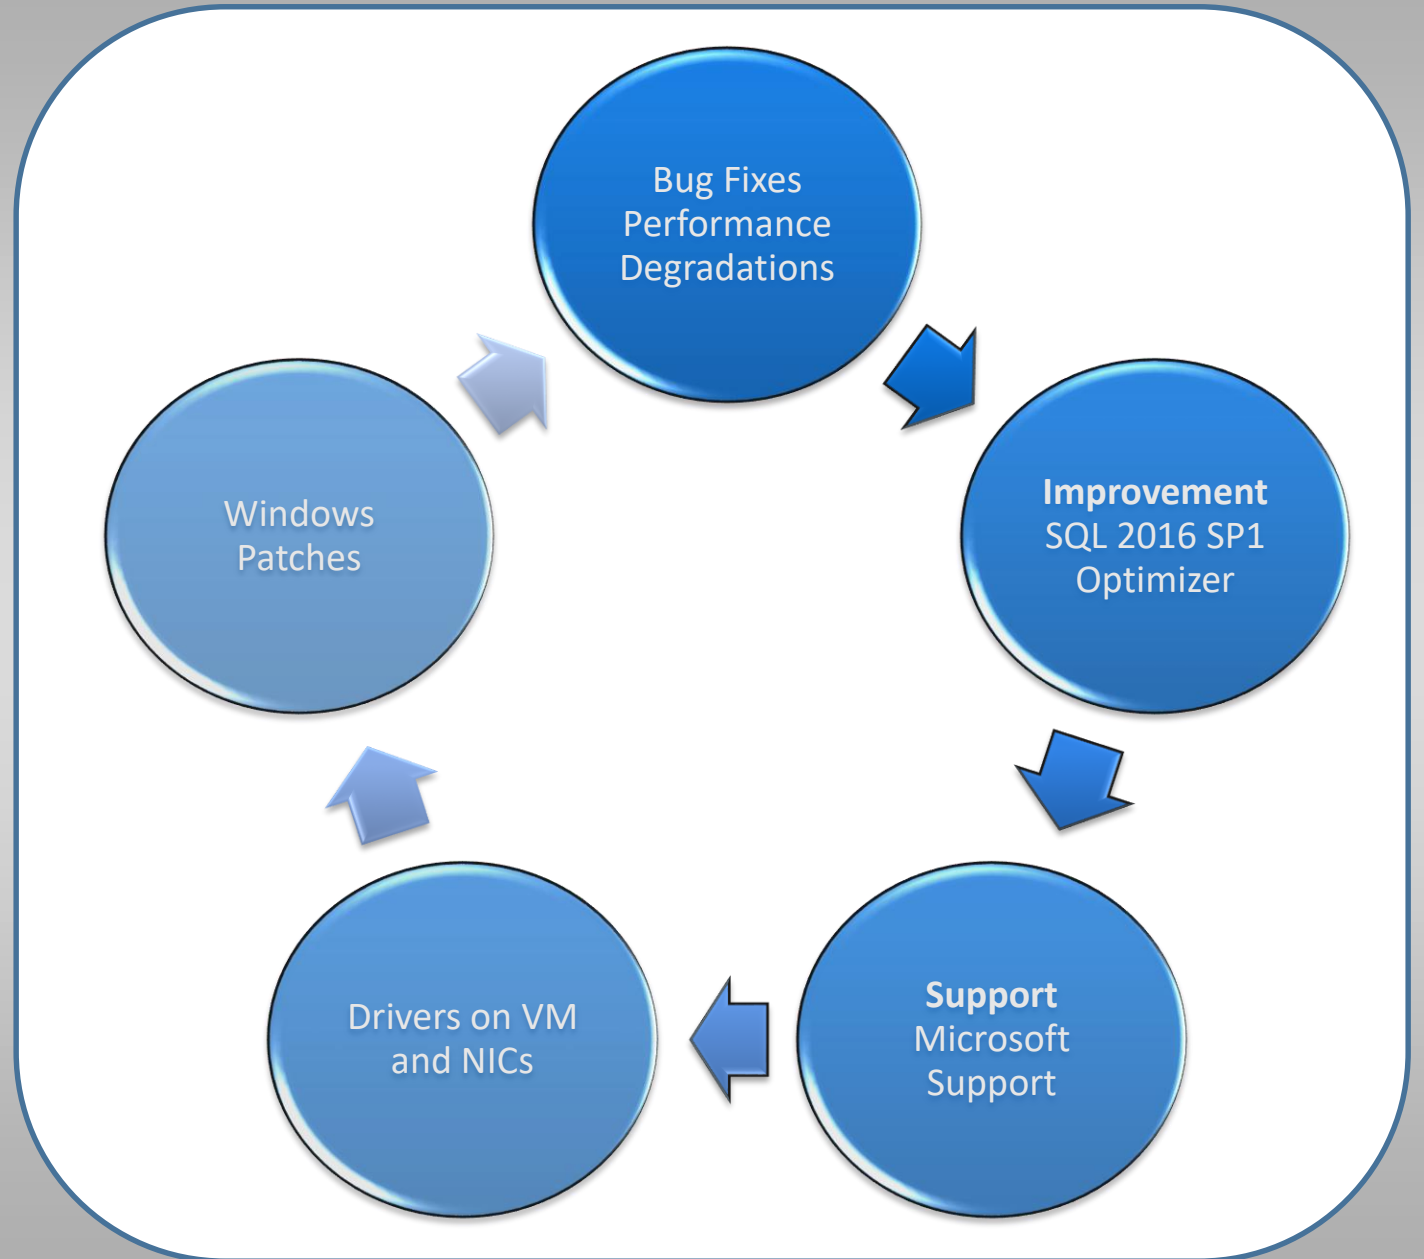 Bug Fixes
Performance
Degradations
Improvement
SQL 2016 SP1
Optimizer
Support
Microsoft
Support
Drivers on VM
and NICs
Windows
Patches